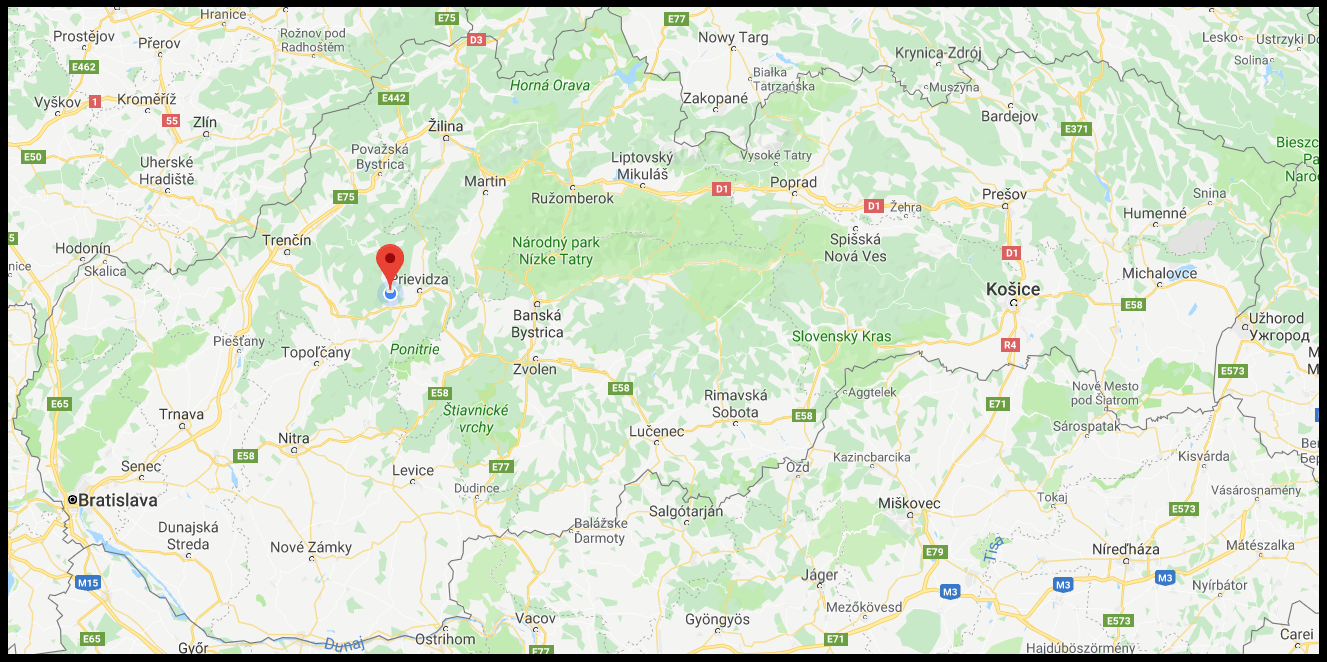 Hranice
E75
E77
Prostějov
Přerov
Rožnov pod
Radhoštěm
D3
Nowy Targ
Krynica-Zdrój
Lesko
Ustrzyki Do
Solina
E462
Białka
Tatrzańska
Muszyna
Horná Orava
Vyškov
1
Kroměříž
E442
Zakopané
Bardejov
55
Zlín
Žilina
E371
E50
Uherské
Hradiště
Považská
Bystrica
Liptovský
Mikuláš
Vysoké Tatry
Bieszc
Pa
Naro
E75
Martin
Ružomberok
D1
Poprad
D1
Žehra
Prešov
Snina
Humenné
5
Hodonín
Trenčín
Národný park
Nízke Tatry
Spišská
Nová Ves
D1
nice
Skalica
Prievidza
Michalovce
Košice
E58
Banská
Bystrica
Užhorod
Ужгород
Piešťany
Topoľčany
Ponitrie
Slovenský Kras
R4
M
M
Zvolen
E573
E58
E58
Aggtelek
Nové Mesto
pod Šiatrom
E65
Trnava
Štiavnické
vrchy
Rimavská
Sobota
E58
E71
Sárospatak
Nitra
Lučenec
E58
Senec
Levice
E77
Ózd
Kazincbarcika
Kisvárda
Ber
Бере
Dudince
Bratislava
Salgótarján
Miškovec
Tokaj
Vásárosnamény
E573
Dunajská
Streda
Balážske
Ďarmoty
Nové Zámky
E79
Tisa
Níreďháza
Mátészalka
M15
Jáger
M3
M3
M3
Nyírbátor
Mezőkövesd
Vacov
Gyöngyös
E573
E65
Győr
Dunaj
Ostrihom
E77
E71
Hajdúböszörmény
Carei